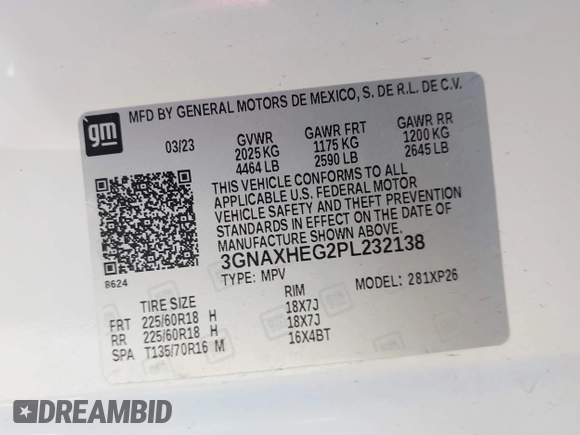 gm
MFD BY GENERAL MOTORS DE MEXICO, S. DE R.L. DE C.V.
03/23 GVWR GAWR FRT GAWR RR
2025 KG 1175 KG 1200 KG
4464 LB 2590 LB 2645 LB
THIS VEHICLE CONFORMS TO ALL
APPLICABLE U.S. FEDERAL MOTOR
VEHICLE SAFETY AND THEFT PREVENTION
STANDARDS IN EFFECT ON THE DATE OF
MANUFACTURE SHOWN ABOVE.
3GNAXHEG2PL232138
8624 TYPE: MPV MODEL: 281XP26
TIRE SIZE RIM
FRT 225/60R18 H 18X7J
RR 225/60R18 H 18X7J
SPA T135/70R16 M 16X4BT
DREAMBID